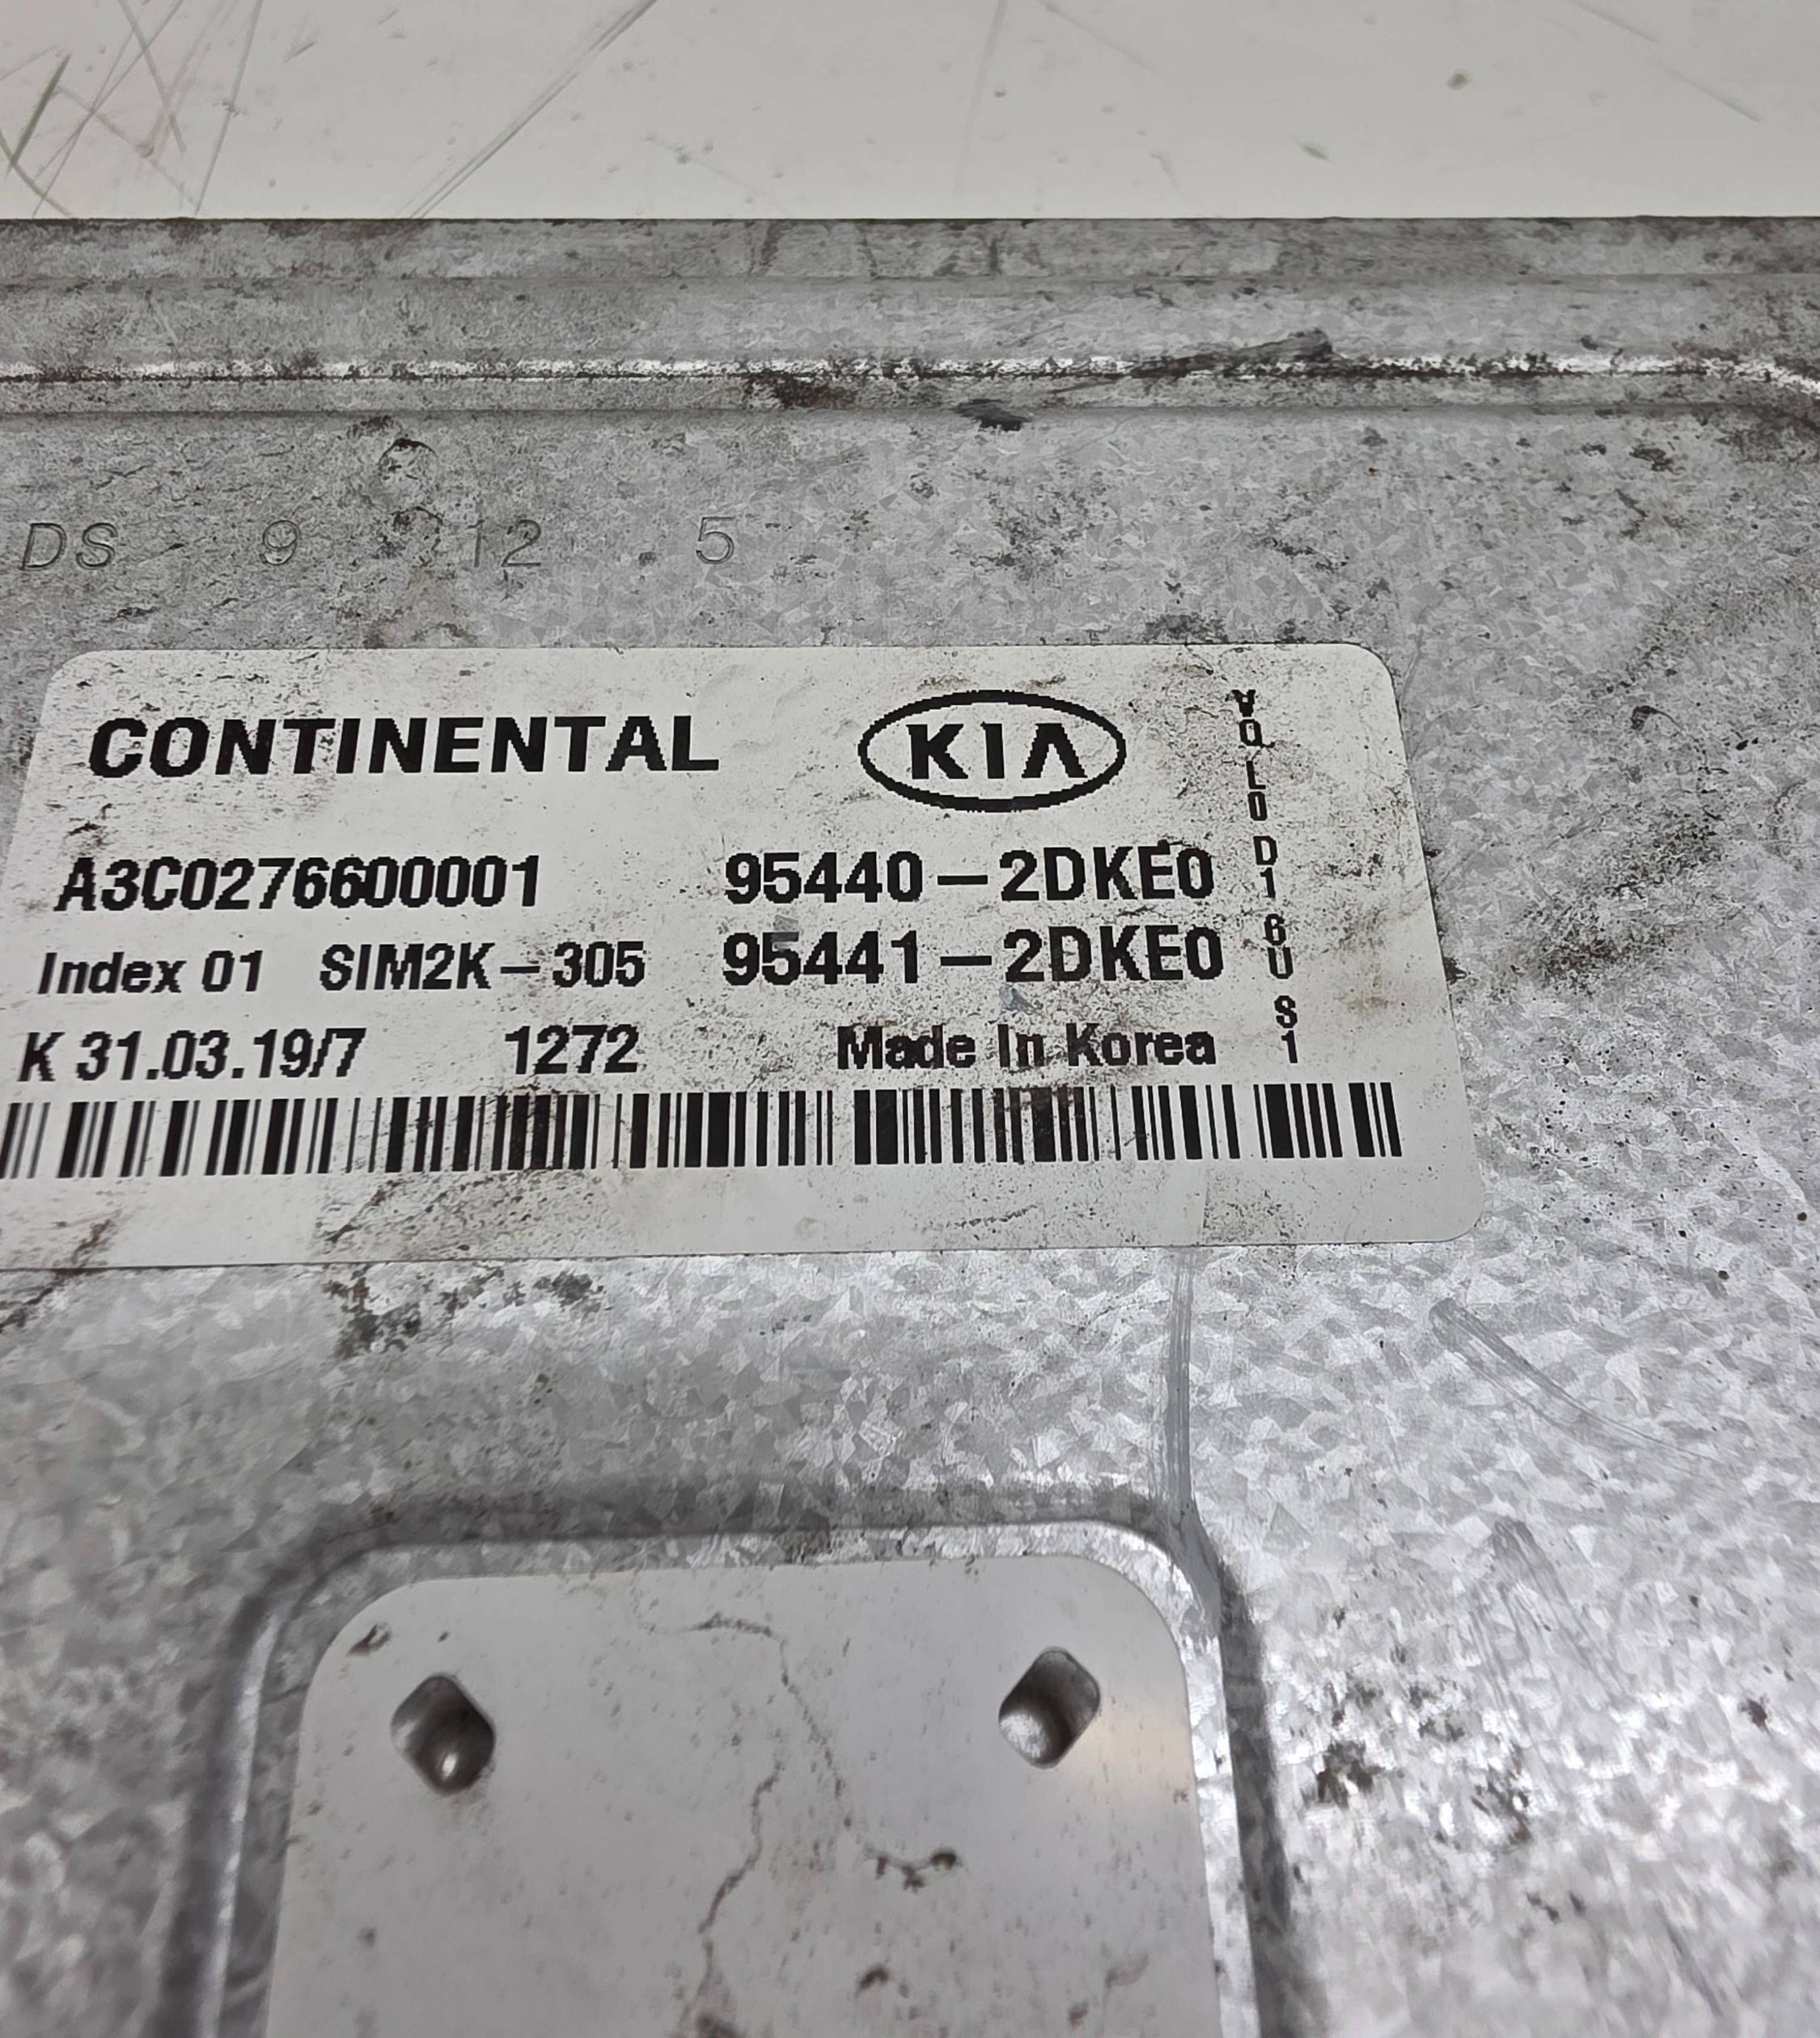 DS 9 12 5
CONTINENTAL KIA
A3C0276600001 95440-2DKE0
Index 01 SIM2K-305 95441-2DKE0
K 31.03.19/7 1272 Made In Korea
D16US1